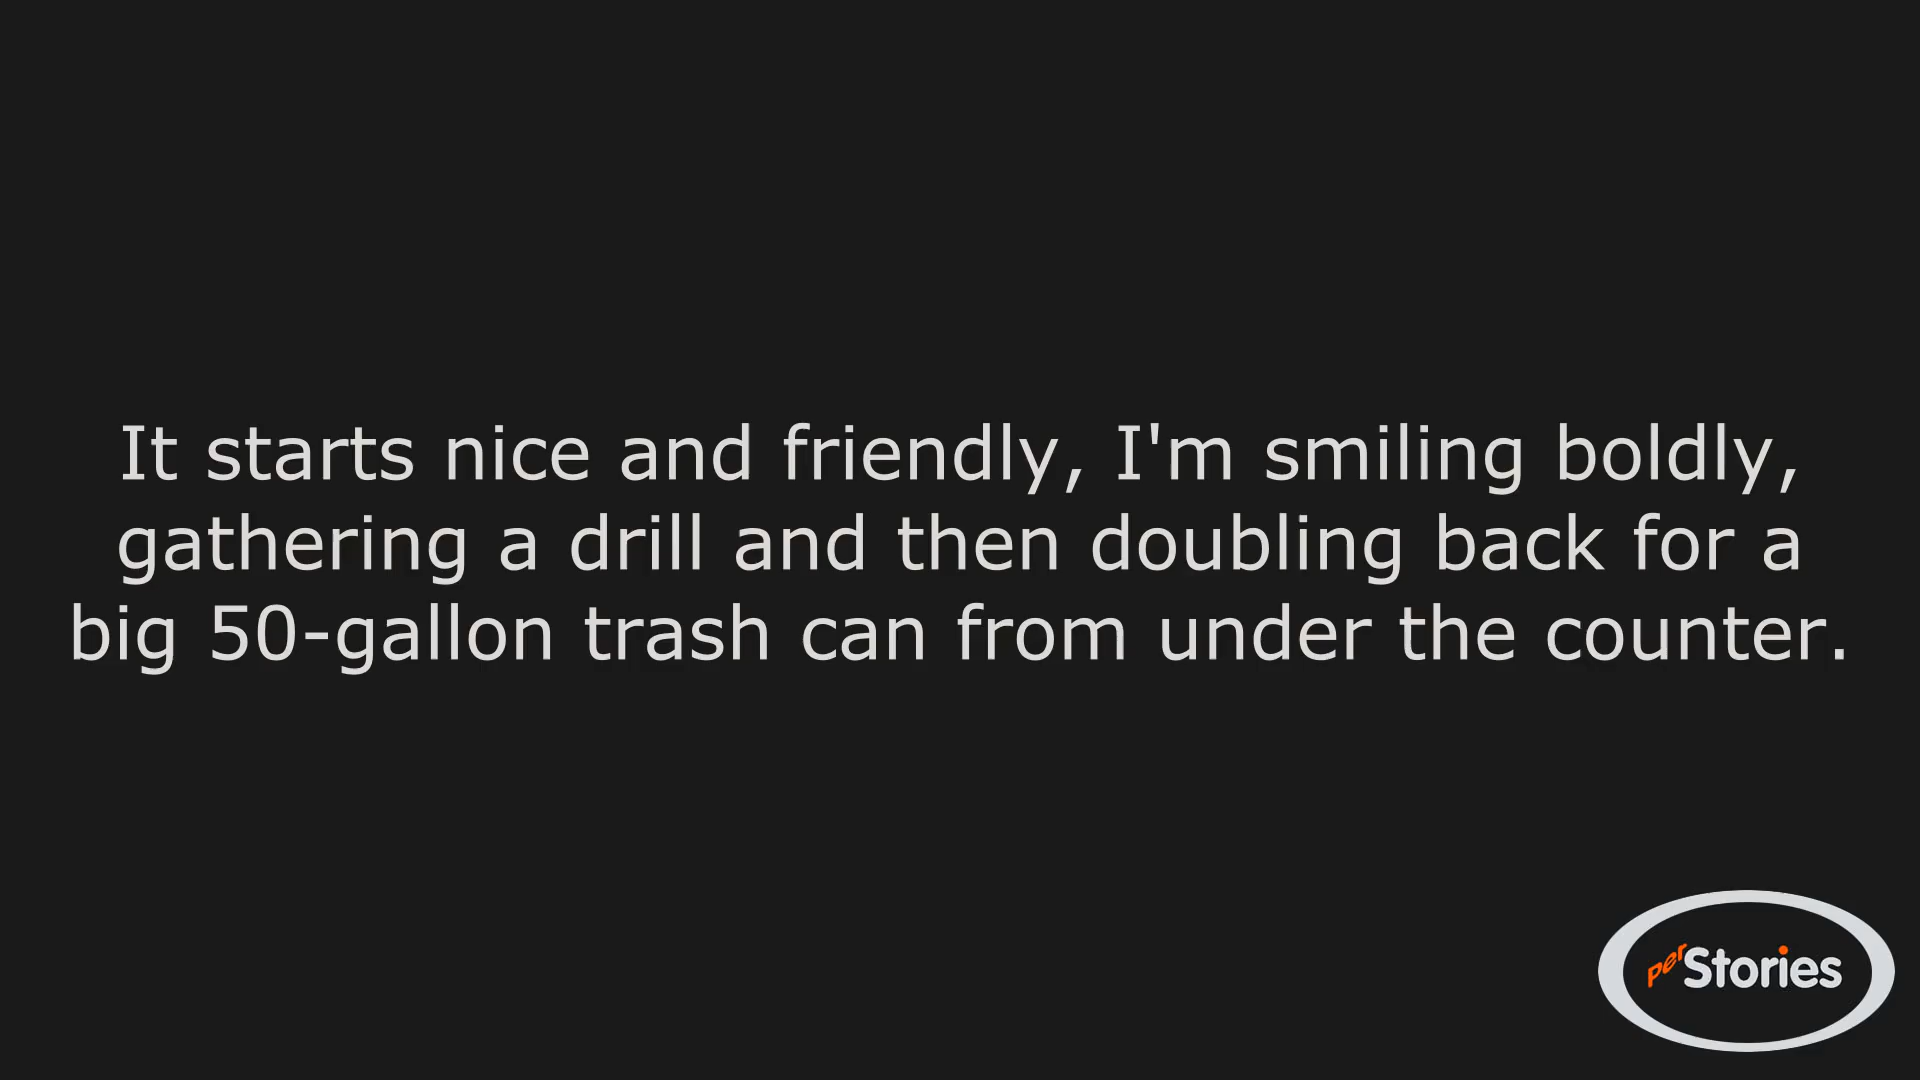 It starts nice and friendly, I'm smiling boldly,
gathering a drill and then doubling back for a
big 50-gallon trash can from under the counter.
perStories